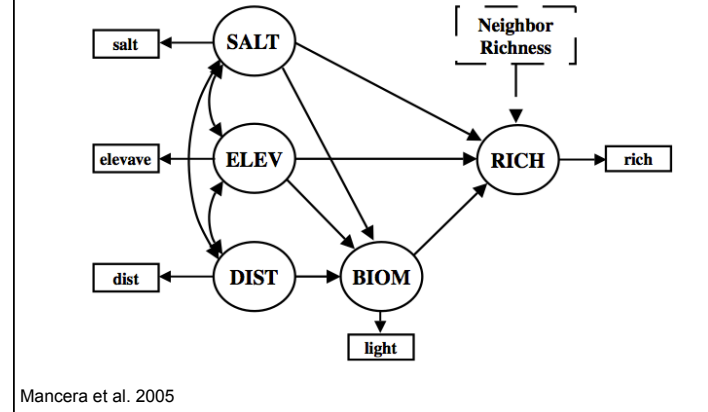 Neighbor
Richness
salt
SALT
elevave
ELEV
RICH
rich
dist
DIST
BIOM
light
Mancera et al. 2005